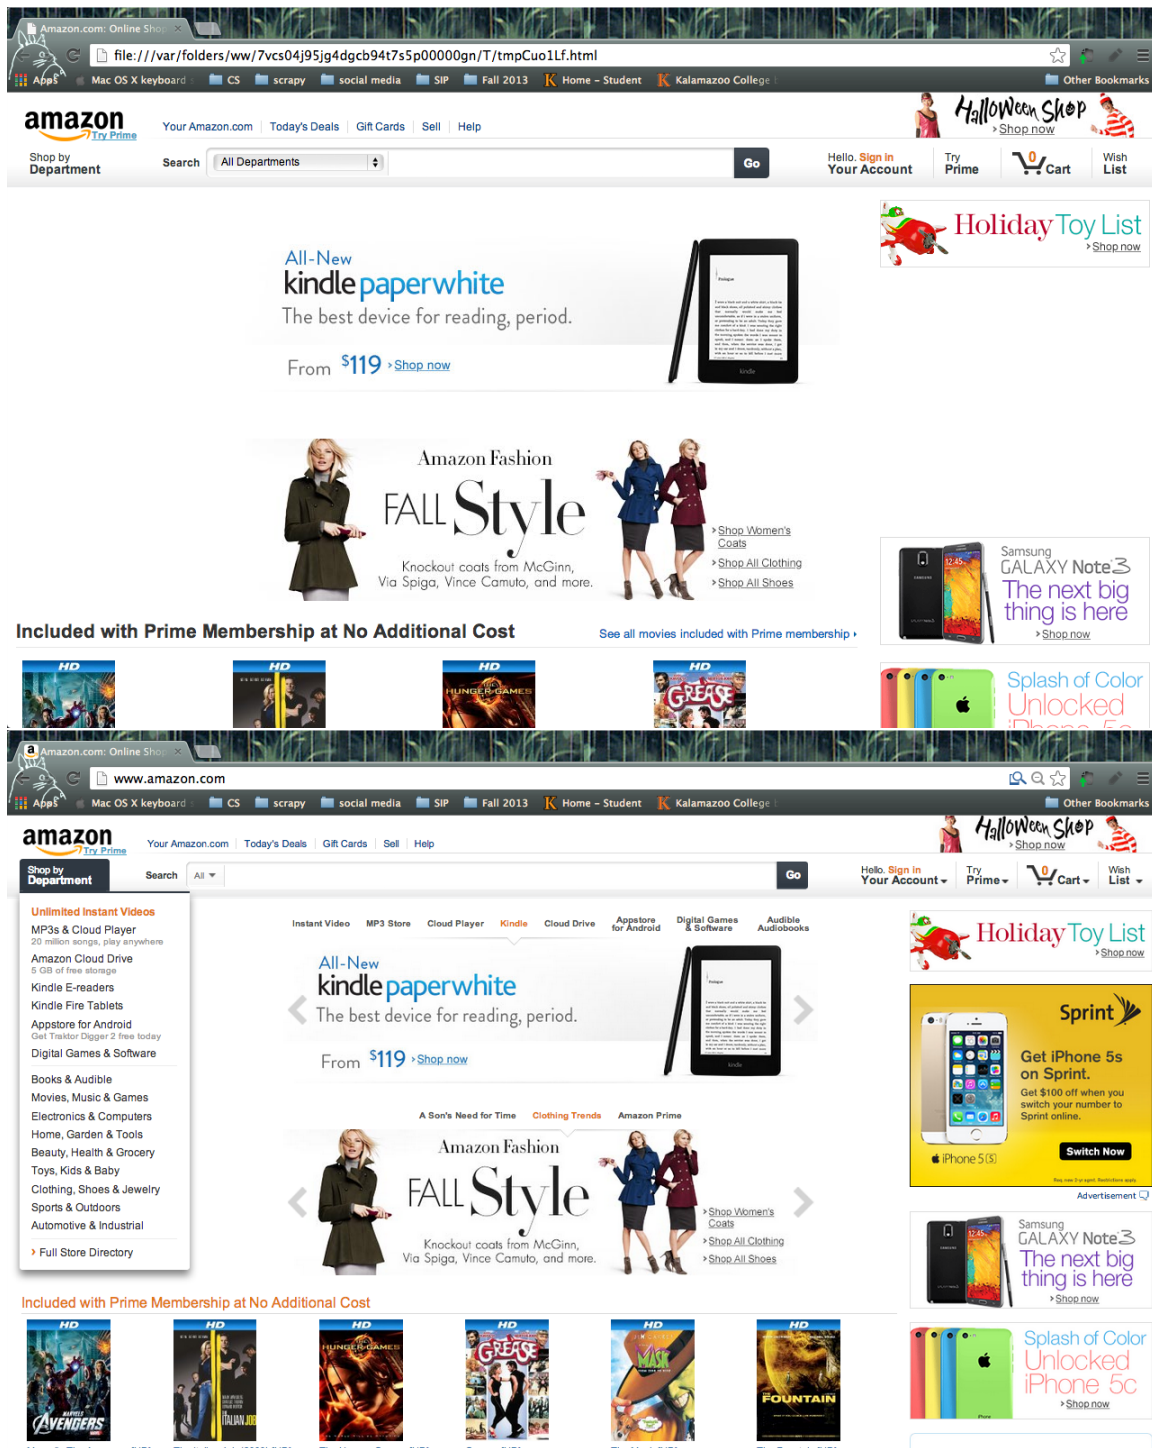 Amazon.com: Online Shop
file:///var/folders/ww/7vcs04j95jg4dgcb94t7s5p00000gn/T/tmpCuo1Lf.html
Apps Mac OS X keyboard CS scrapy social media SIP Fall 2013 Home - Student Kalamazoo College Other Bookmarks
amazon
Try Prime
Your Amazon.com Today's Deals Gift Cards Sell Help
Halloween Shop
› Shop now
Shop by
Department
Search All Departments Go
Hello. Sign in
Your Account
Try
Prime
0
Cart
Wish
List
Holiday Toy List
› Shop now
All-New
kindle paperwhite
The best device for reading, period.
From $119 › Shop now
kindle
Amazon Fashion
FALL Style
Knockout coats from McGinn,
Via Spiga, Vince Camuto, and more.
› Shop Women's
Coats
› Shop All Clothing
› Shop All Shoes
Samsung
GALAXY Note 3
The next big
thing is here
› Shop now
Included with Prime Membership at No Additional Cost
See all movies included with Prime membership ›
HD HD HD HD
HUNGER GAMES
GREASE
Splash of Color
Unlocked
iPhone 5c
Amazon.com: Online Shop
www.amazon.com
Apps Mac OS X keyboard CS scrapy social media SIP Fall 2013 Home - Student Kalamazoo College Other Bookmarks
amazon
Try Prime
Your Amazon.com Today's Deals Gift Cards Sell Help
Halloween Shop
› Shop now
Shop by
Department
Search All Go
Hello. Sign in
Your Account
Try
Prime
0
Cart
Wish
List
Unlimited Instant Videos
MP3s & Cloud Player
20 million songs, play anywhere
Amazon Cloud Drive
5 GB of free storage
Kindle E-readers
Kindle Fire Tablets
Appstore for Android
Get Traktor Digger 2 free today
Digital Games & Software
Books & Audible
Movies, Music & Games
Electronics & Computers
Home, Garden & Tools
Beauty, Health & Grocery
Toys, Kids & Baby
Clothing, Shoes & Jewelry
Sports & Outdoors
Automotive & Industrial
› Full Store Directory
Instant Video MP3 Store Cloud Player Kindle Cloud Drive Appstore for Android Digital Games & Software Audible Audiobooks
All-New
kindle paperwhite
The best device for reading, period.
From $119 › Shop now
kindle
A Son's Need for Time Clothing Trends Amazon Prime
Amazon Fashion
FALL Style
Knockout coats from McGinn,
Via Spiga, Vince Camuto, and more.
› Shop Women's
Coats
› Shop All Clothing
› Shop All Shoes
Holiday Toy List
› Shop now
Sprint
Get iPhone 5s
on Sprint.
Get $100 off when you
switch your number to
Sprint online.
Switch Now
iPhone 5s
Advertisement
Samsung
GALAXY Note 3
The next big
thing is here
› Shop now
Splash of Color
Unlocked
iPhone 5c
› Shop now
Included with Prime Membership at No Additional Cost
HD HD HD HD HD HD
AVENGERS
ITALIAN JOB
HUNGER GAMES
GREASE
MASK
THE FOUNTAIN